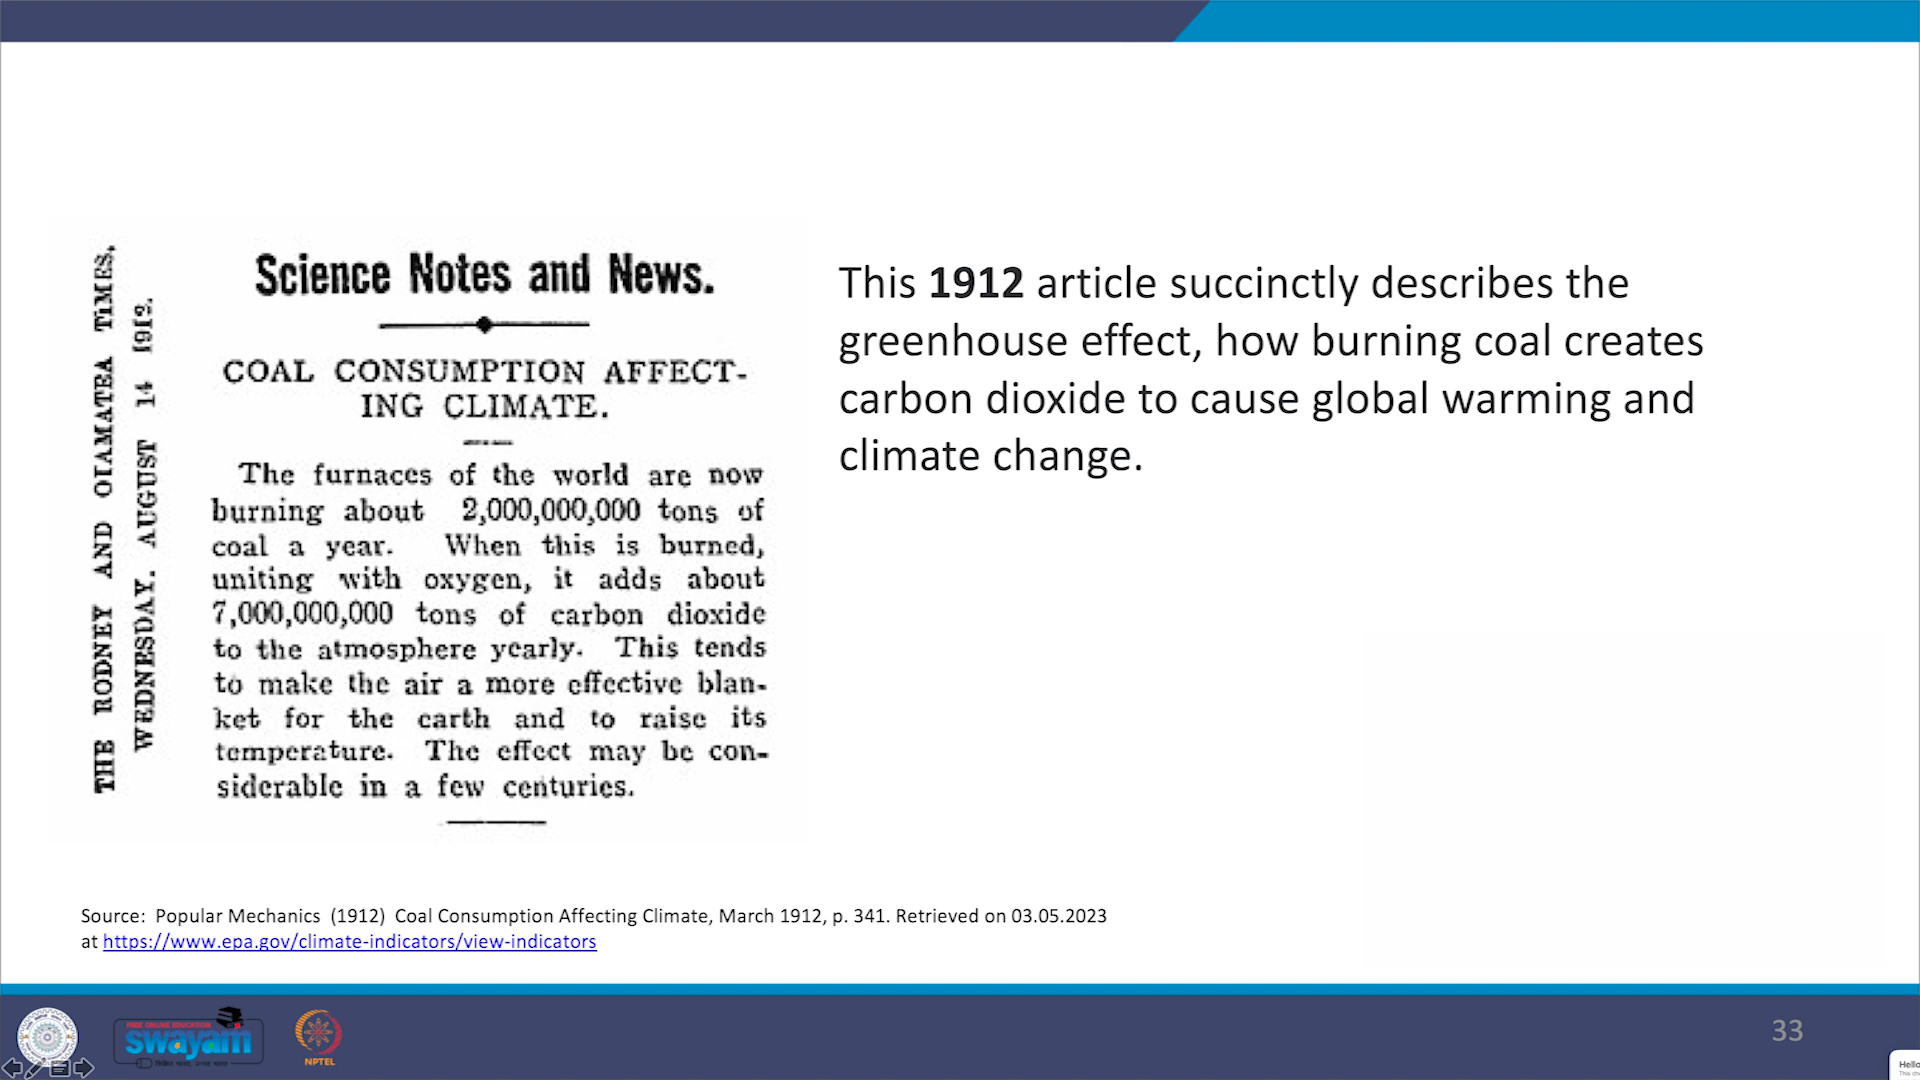 THE RODNEY AND OTAMATEA TIMES,
WEDNESDAY. AUGUST 14 1912.
Science Notes and News.
COAL CONSUMPTION AFFECT-
ING CLIMATE.
The furnaces of the world are now
burning about 2,000,000,000 tons of
coal a year. When this is burned,
uniting with oxygen, it adds about
7,000,000,000 tons of carbon dioxide
to the atmosphere yearly. This tends
to make the air a more effective blan-
ket for the earth and to raise its
temperature. The effect may be con-
siderable in a few centuries.
This 1912 article succinctly describes the
greenhouse effect, how burning coal creates
carbon dioxide to cause global warming and
climate change.
Source: Popular Mechanics (1912) Coal Consumption Affecting Climate, March 1912, p. 341. Retrieved on 03.05.2023
at https://www.epa.gov/climate-indicators/view-indicators
FREE ONLINE EDUCATION
swayam
NPTEL
33
Hello